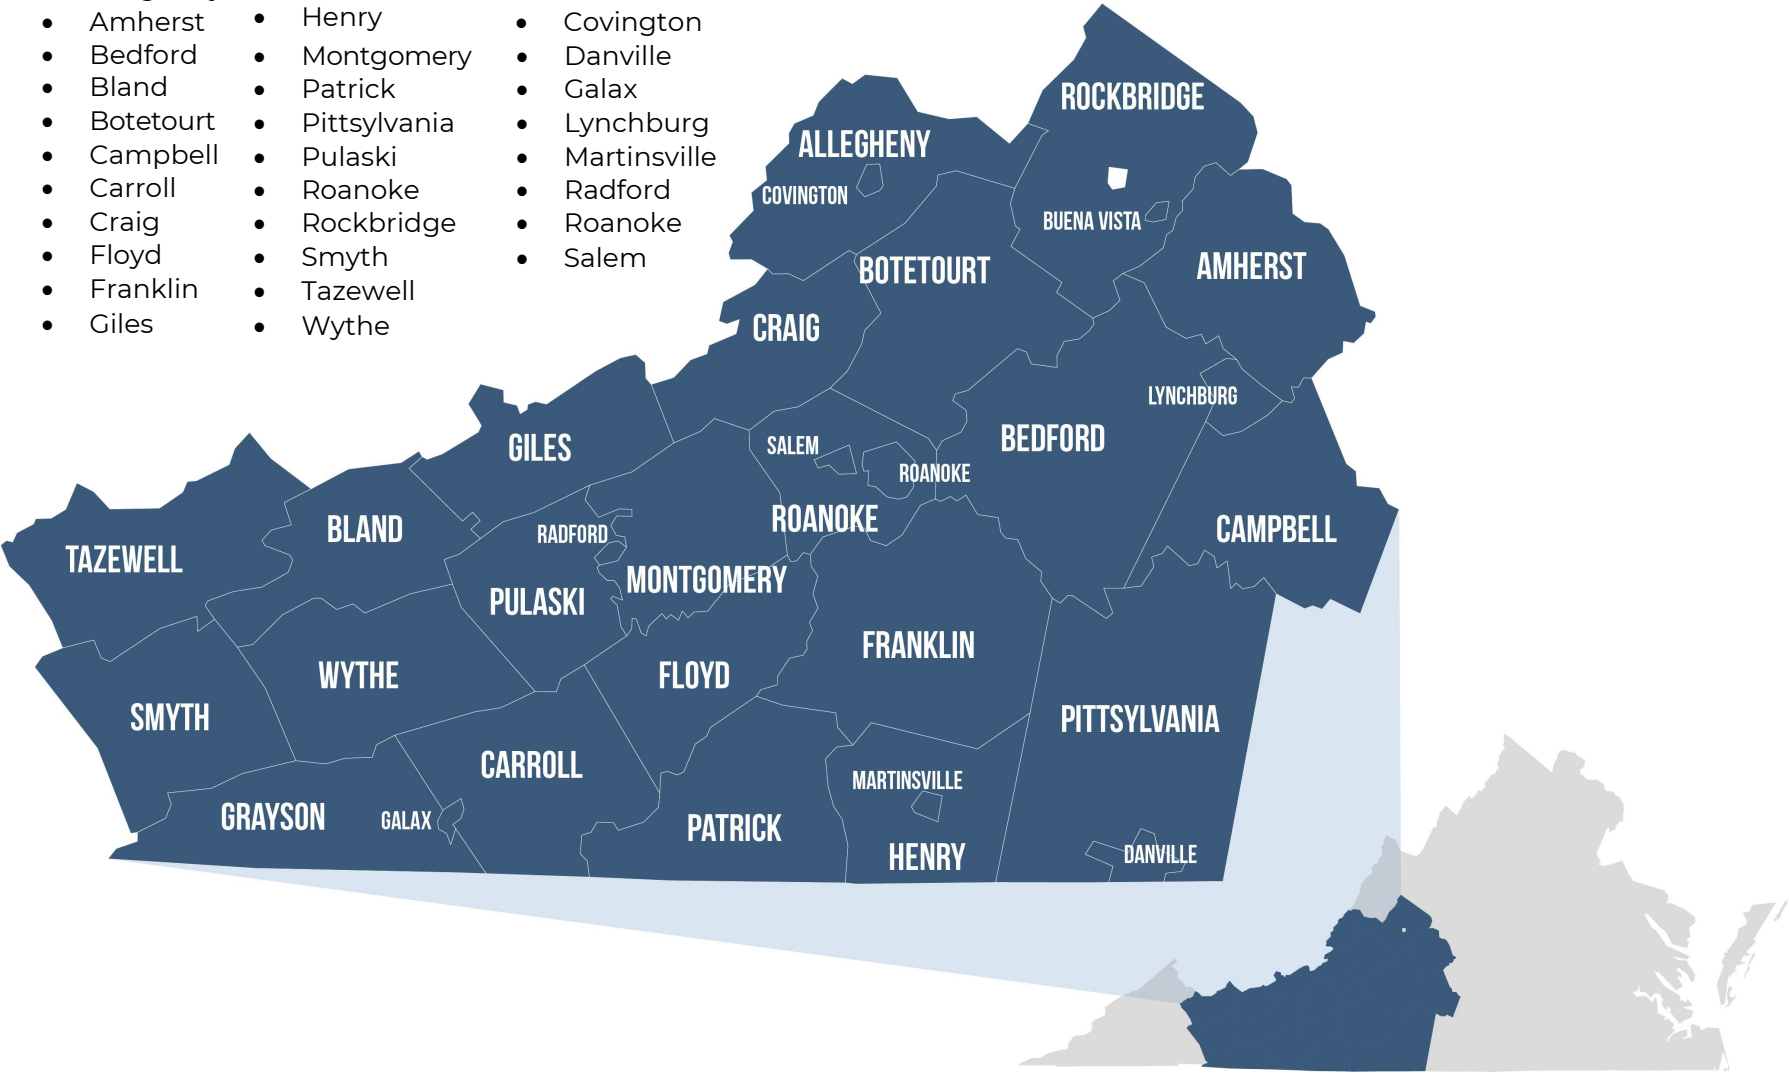 Amherst
Bedford
Bland
Botetourt
Campbell
Carroll
Craig
Floyd
Franklin
Giles
Henry
Montgomery
Patrick
Pittsylvania
Pulaski
Roanoke
Rockbridge
Smyth
Tazewell
Wythe
Covington
Danville
Galax
Lynchburg
Martinsville
Radford
Roanoke
Salem
ROCKBRIDGE
ALLEGHENY
COVINGTON
BUENA VISTA
AMHERST
BOTETOURT
CRAIG
LYNCHBURG
BEDFORD
GILES
SALEM
ROANOKE
ROANOKE
BLAND
RADFORD
CAMPBELL
TAZEWELL
MONTGOMERY
PULASKI
FRANKLIN
WYTHE
FLOYD
SMYTH
PITTSYLVANIA
CARROLL
MARTINSVILLE
GRAYSON
GALAX
PATRICK
HENRY
DANVILLE